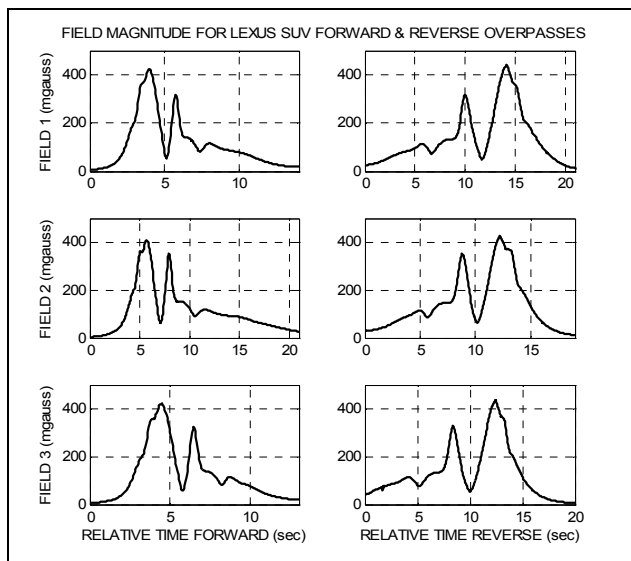 FIELD MAGNITUDE FOR LEXUS SUV FORWARD & REVERSE OVERPASSES
FIELD 1 (mgauss)
400
200
0
0 5 10
400
200
0
0 5 10 15 20
FIELD 2 (mgauss)
400
200
0
0 5 10 15 20
400
200
0
0 5 10 15
FIELD 3 (mgauss)
400
200
0
0 5 10
RELATIVE TIME FORWARD (sec)
400
200
0
0 5 10 15 20
RELATIVE TIME REVERSE (sec)